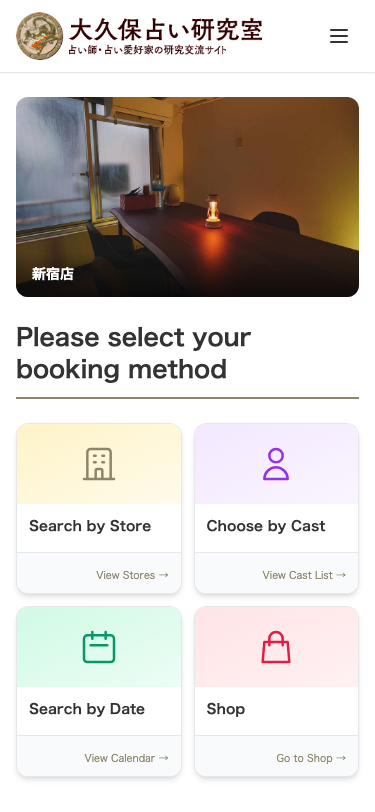 大久保占い研究室
占い師・占い愛好家の研究交流サイト
新宿店
Please select your
booking method
Search by Store
View Stores →
Choose by Cast
View Cast List →
Search by Date
View Calendar →
Shop
Go to Shop →